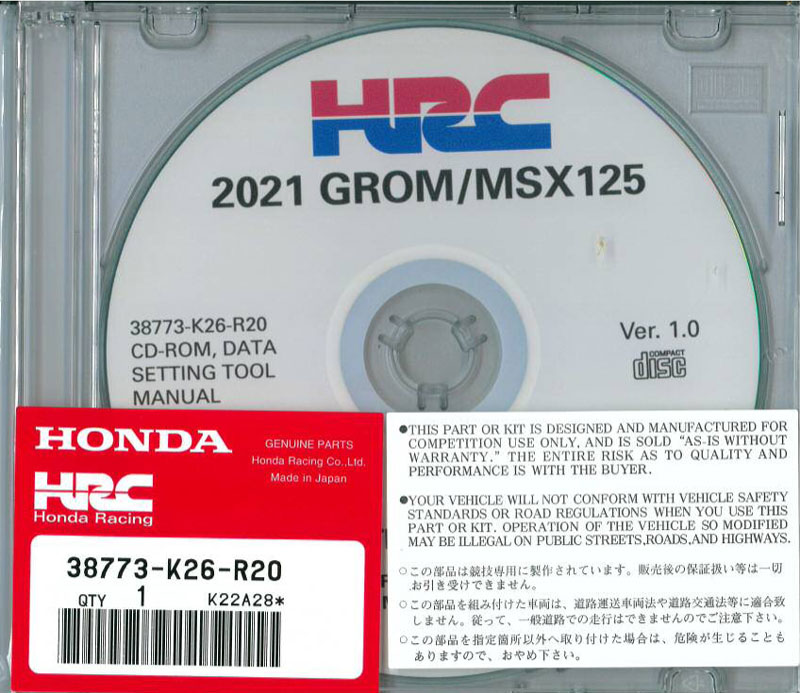 HRC
2021 GROM/MSX125
38773-K26-R20
CD-ROM, DATA
SETTING TOOL
MANUAL
Ver. 1.0
COMPACT
disc
HONDA
GENUINE PARTS
Honda Racing Co.,Ltd.
Made in Japan
HRC
Honda Racing
38773-K26-R20
QTY 1 K22A28*
●THIS PART OR KIT IS DESIGNED AND MANUFACTURED FOR
COMPETITION USE ONLY, AND IS SOLD “AS-IS WITHOUT
WARRANTY.” THE ENTIRE RISK AS TO QUALITY AND
PERFORMANCE IS WITH THE BUYER.
●YOUR VEHICLE WILL NOT CONFORM WITH VEHICLE SAFETY
STANDARDS OR ROAD REGULATIONS WHEN YOU USE THIS
PART OR KIT. OPERATION OF THE VEHICLE SO MODIFIED
MAY BE ILLEGAL ON PUBLIC STREETS,ROADS,AND HIGHWAYS.
○この部品は競技専用に製作されています。販売後の保証扱い等は一切
お引き受けできません。
○この部品を組み付けた車両は、道路運送車両法や道路交通法等に適合致
しません。従って、一般道路での走行はできませんのでご注意下さい。
○この部品を指定箇所以外へ取り付けた場合は、危険が生じることも
ありますので、おやめ下さい。